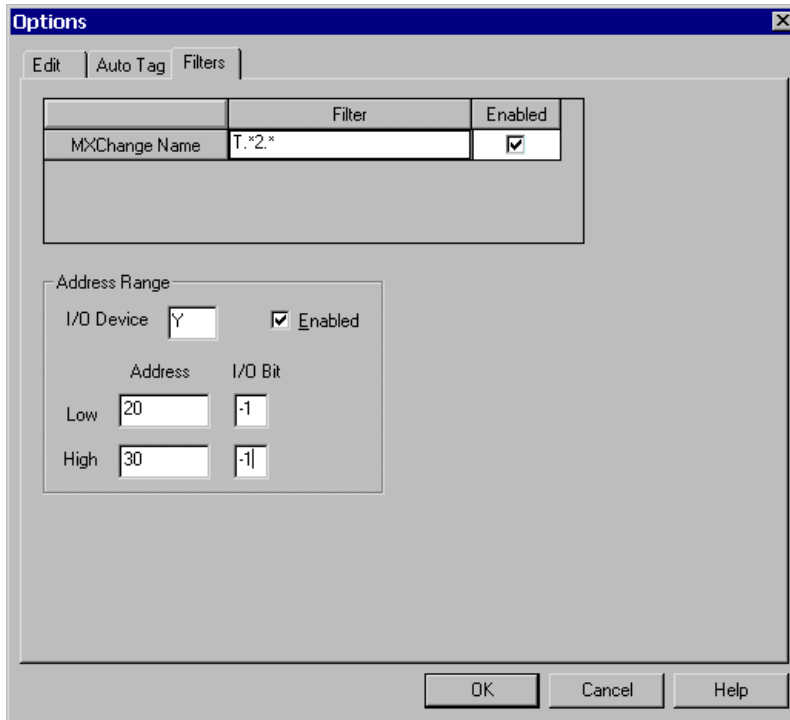 Options
Edit Auto Tag Filters
Filter Enabled
MXChange Name T.*2.*
Address Range
I/O Device Y Enabled
Address I/O Bit
Low 20 -1
High 30 -1
OK Cancel Help